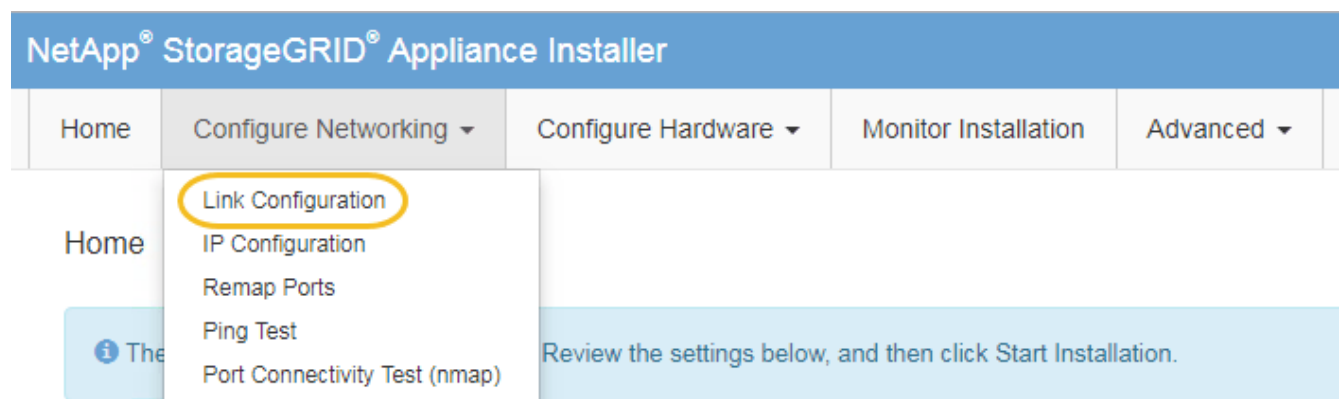 NetApp® StorageGRID® Appliance Installer
Home Configure Networking Configure Hardware Monitor Installation Advanced
Link Configuration
Home IP Configuration
Remap Ports
Ping Test
The Review the settings below, and then click Start Installation.
Port Connectivity Test (nmap)